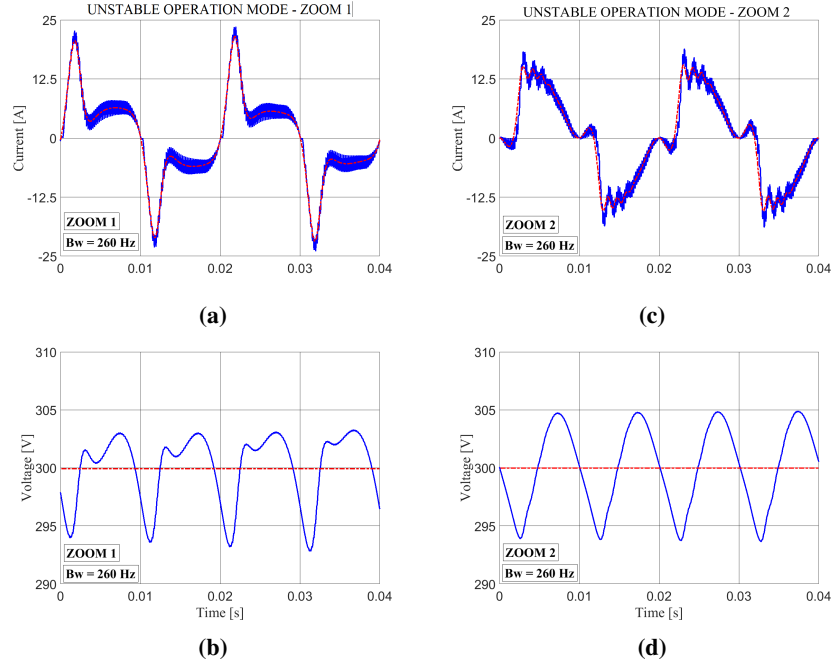 UNSTABLE OPERATION MODE - ZOOM 1
25
12.5
0
-12.5
-25
Current [A]
ZOOM 1
Bw = 260 Hz
0
0.01
0.02
0.03
0.04
(a)
UNSTABLE OPERATION MODE - ZOOM 2
25
12.5
0
-12.5
-25
Current [A]
ZOOM 2
Bw = 260 Hz
0
0.01
0.02
0.03
0.04
(c)
310
305
300
295
290
Voltage [V]
ZOOM 1
Bw = 260 Hz
0
0.01
0.02
0.03
0.04
Time [s]
(b)
310
305
300
295
290
Voltage [V]
ZOOM 2
Bw = 260 Hz
0
0.01
0.02
0.03
0.04
Time [s]
(d)